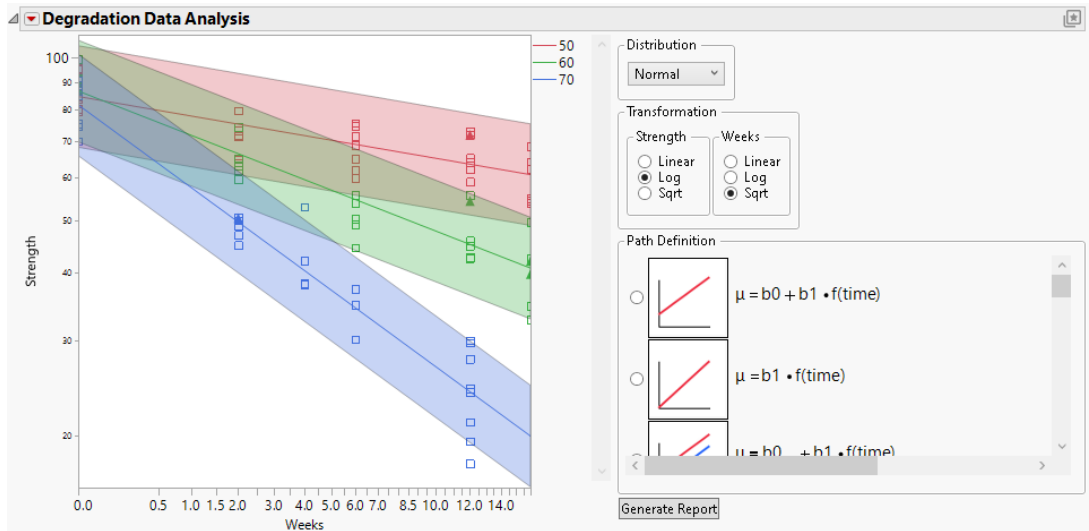 Degradation Data Analysis
50
60
70
100
90
80
70
60
50
40
30
20
Strength
0.0 0.5 1.0 1.5 2.0 3.0 4.0 5.0 6.0 7.0 8.5 10.0 12.0 14.0
Weeks
Distribution
Normal
Transformation
Strength
Linear
Log
Sqrt
Weeks
Linear
Log
Sqrt
Path Definition
μ = b0 + b1 • f(time)
μ = b1 • f(time)
μ = b0 + b1 • f(time)
Generate Report